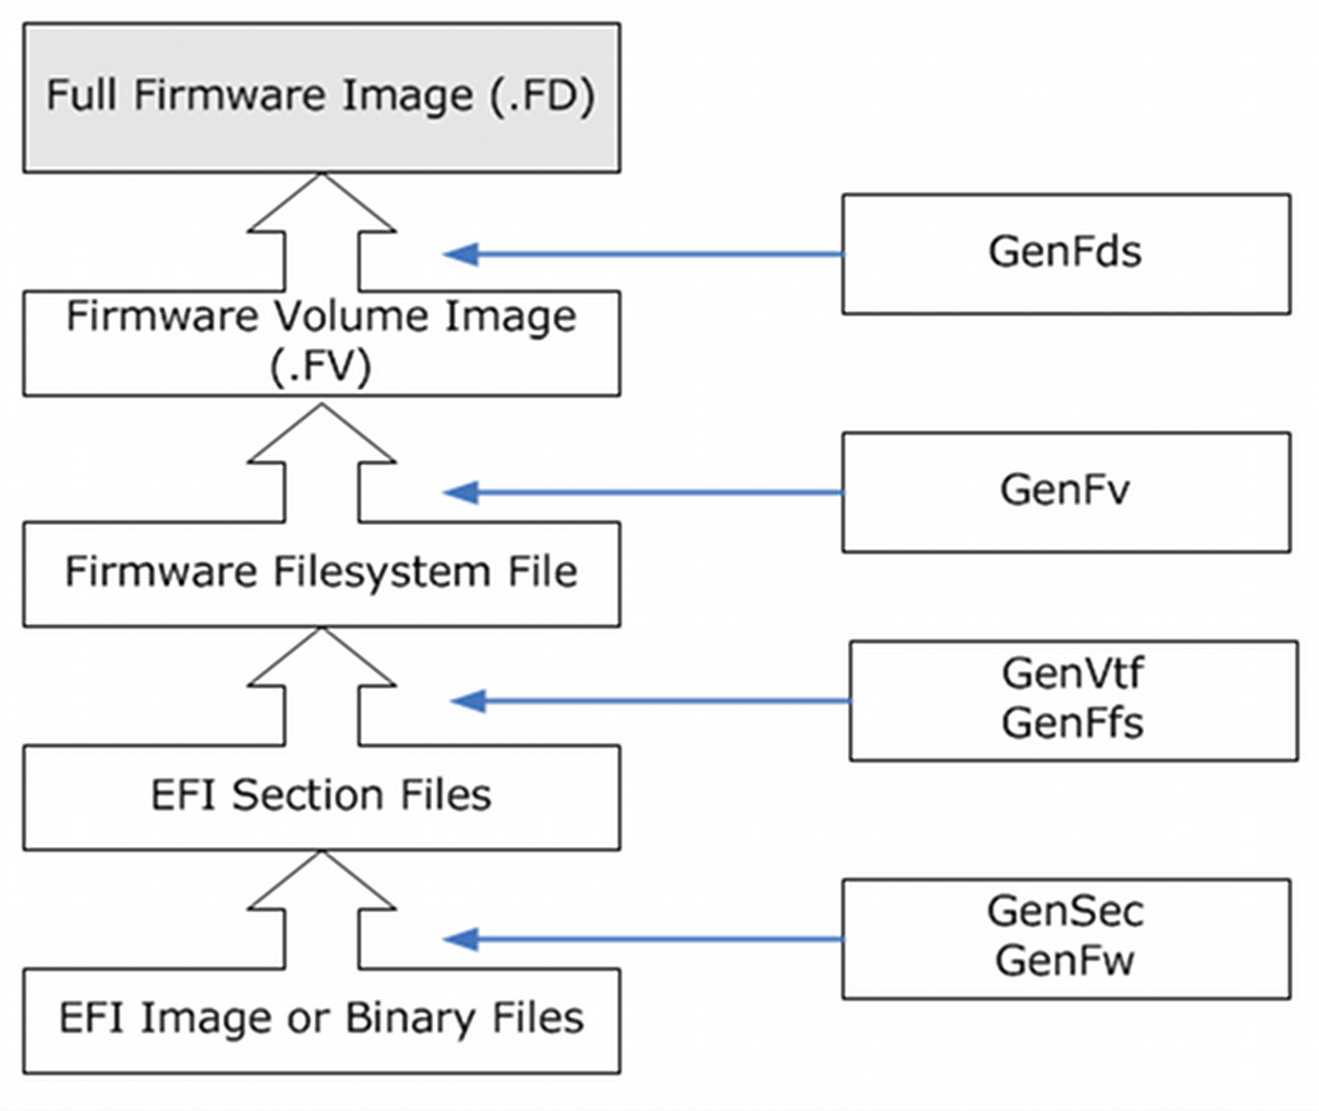 Full Firmware Image (.FD)
GenFds
Firmware Volume Image
(.FV)
GenFv
Firmware Filesystem File
GenVtf
GenFfs
EFI Section Files
GenSec
GenFw
EFI Image or Binary Files